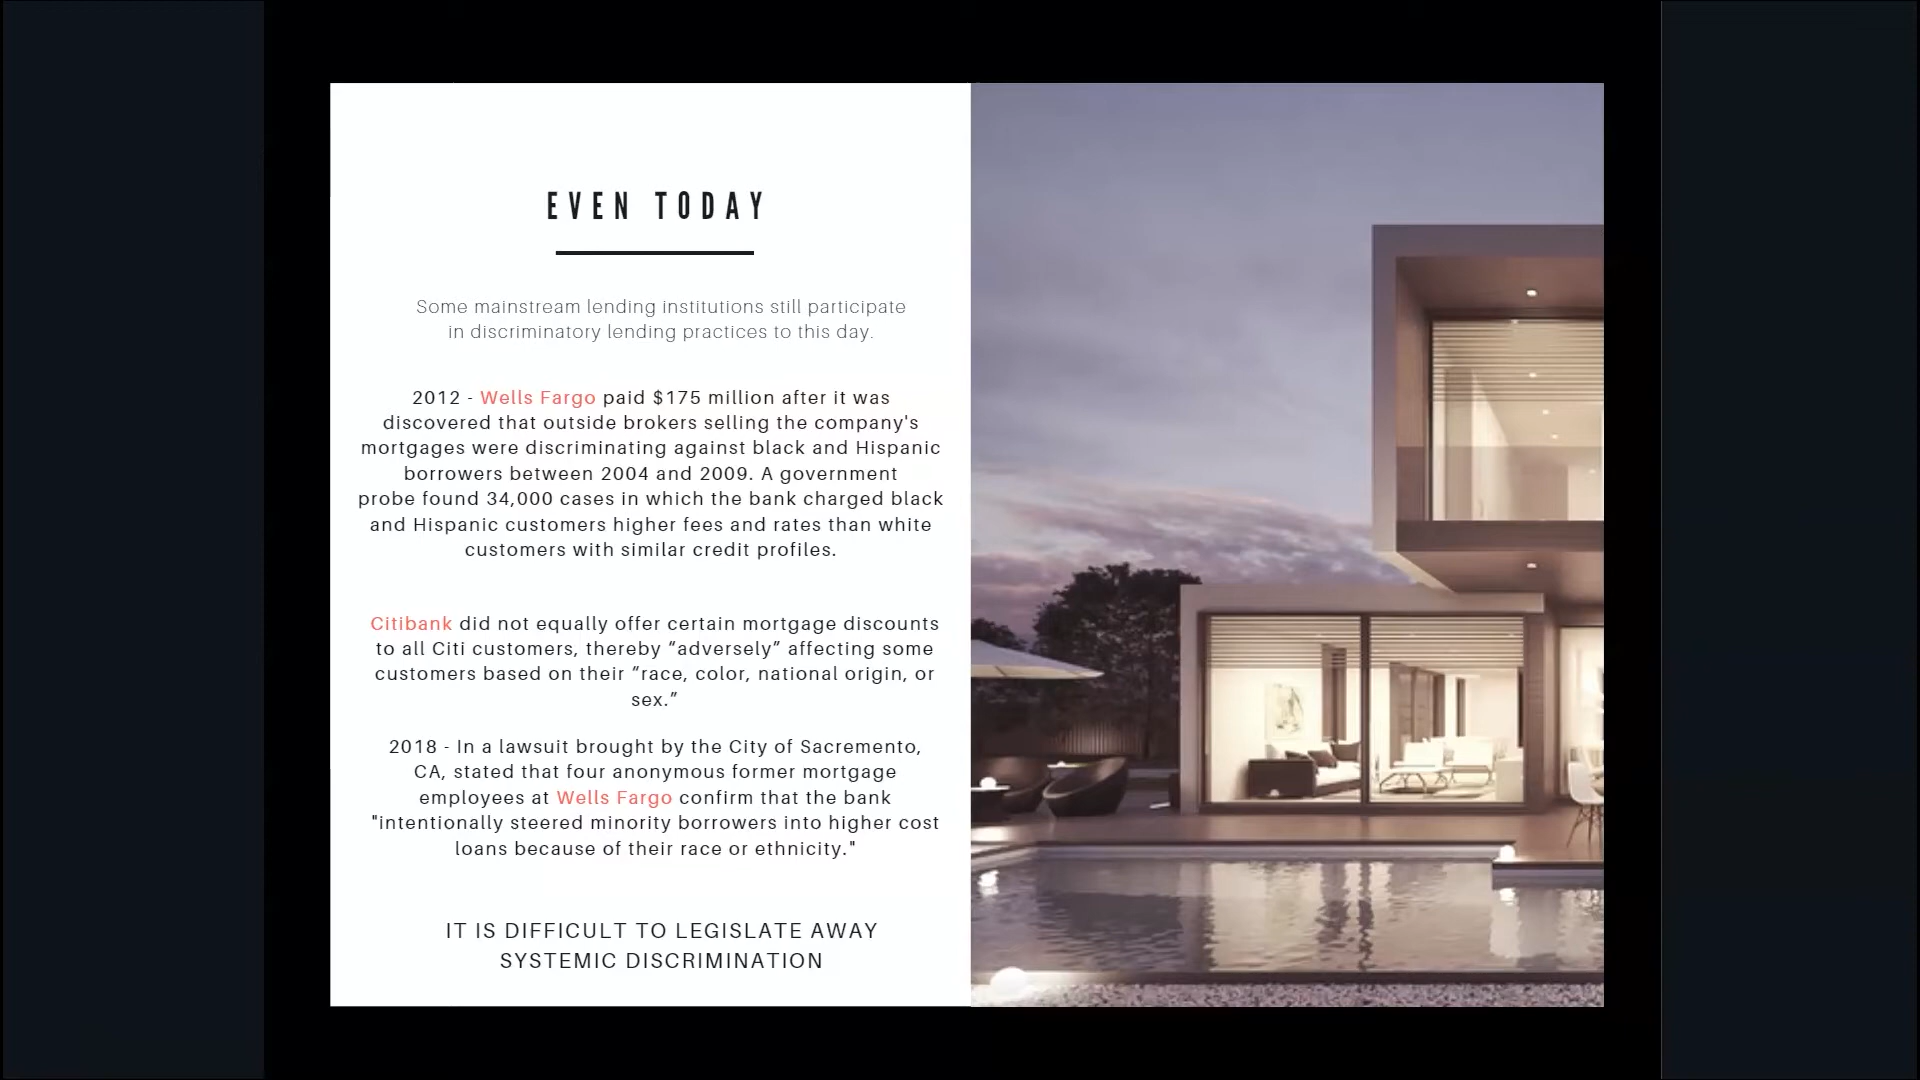 EVEN TODAY
Some mainstream lending institutions still participate
in discriminatory lending practices to this day.
2012 - Wells Fargo paid $175 million after it was
discovered that outside brokers selling the company's
mortgages were discriminating against black and Hispanic
borrowers between 2004 and 2009. A government
probe found 34,000 cases in which the bank charged black
and Hispanic customers higher fees and rates than white
customers with similar credit profiles.
Citibank did not equally offer certain mortgage discounts
to all Citi customers, thereby “adversely” affecting some
customers based on their “race, color, national origin, or
sex.”
2018 - In a lawsuit brought by the City of Sacremento,
CA, stated that four anonymous former mortgage
employees at Wells Fargo confirm that the bank
"intentionally steered minority borrowers into higher cost
loans because of their race or ethnicity."
IT IS DIFFICULT TO LEGISLATE AWAY
SYSTEMIC DISCRIMINATION